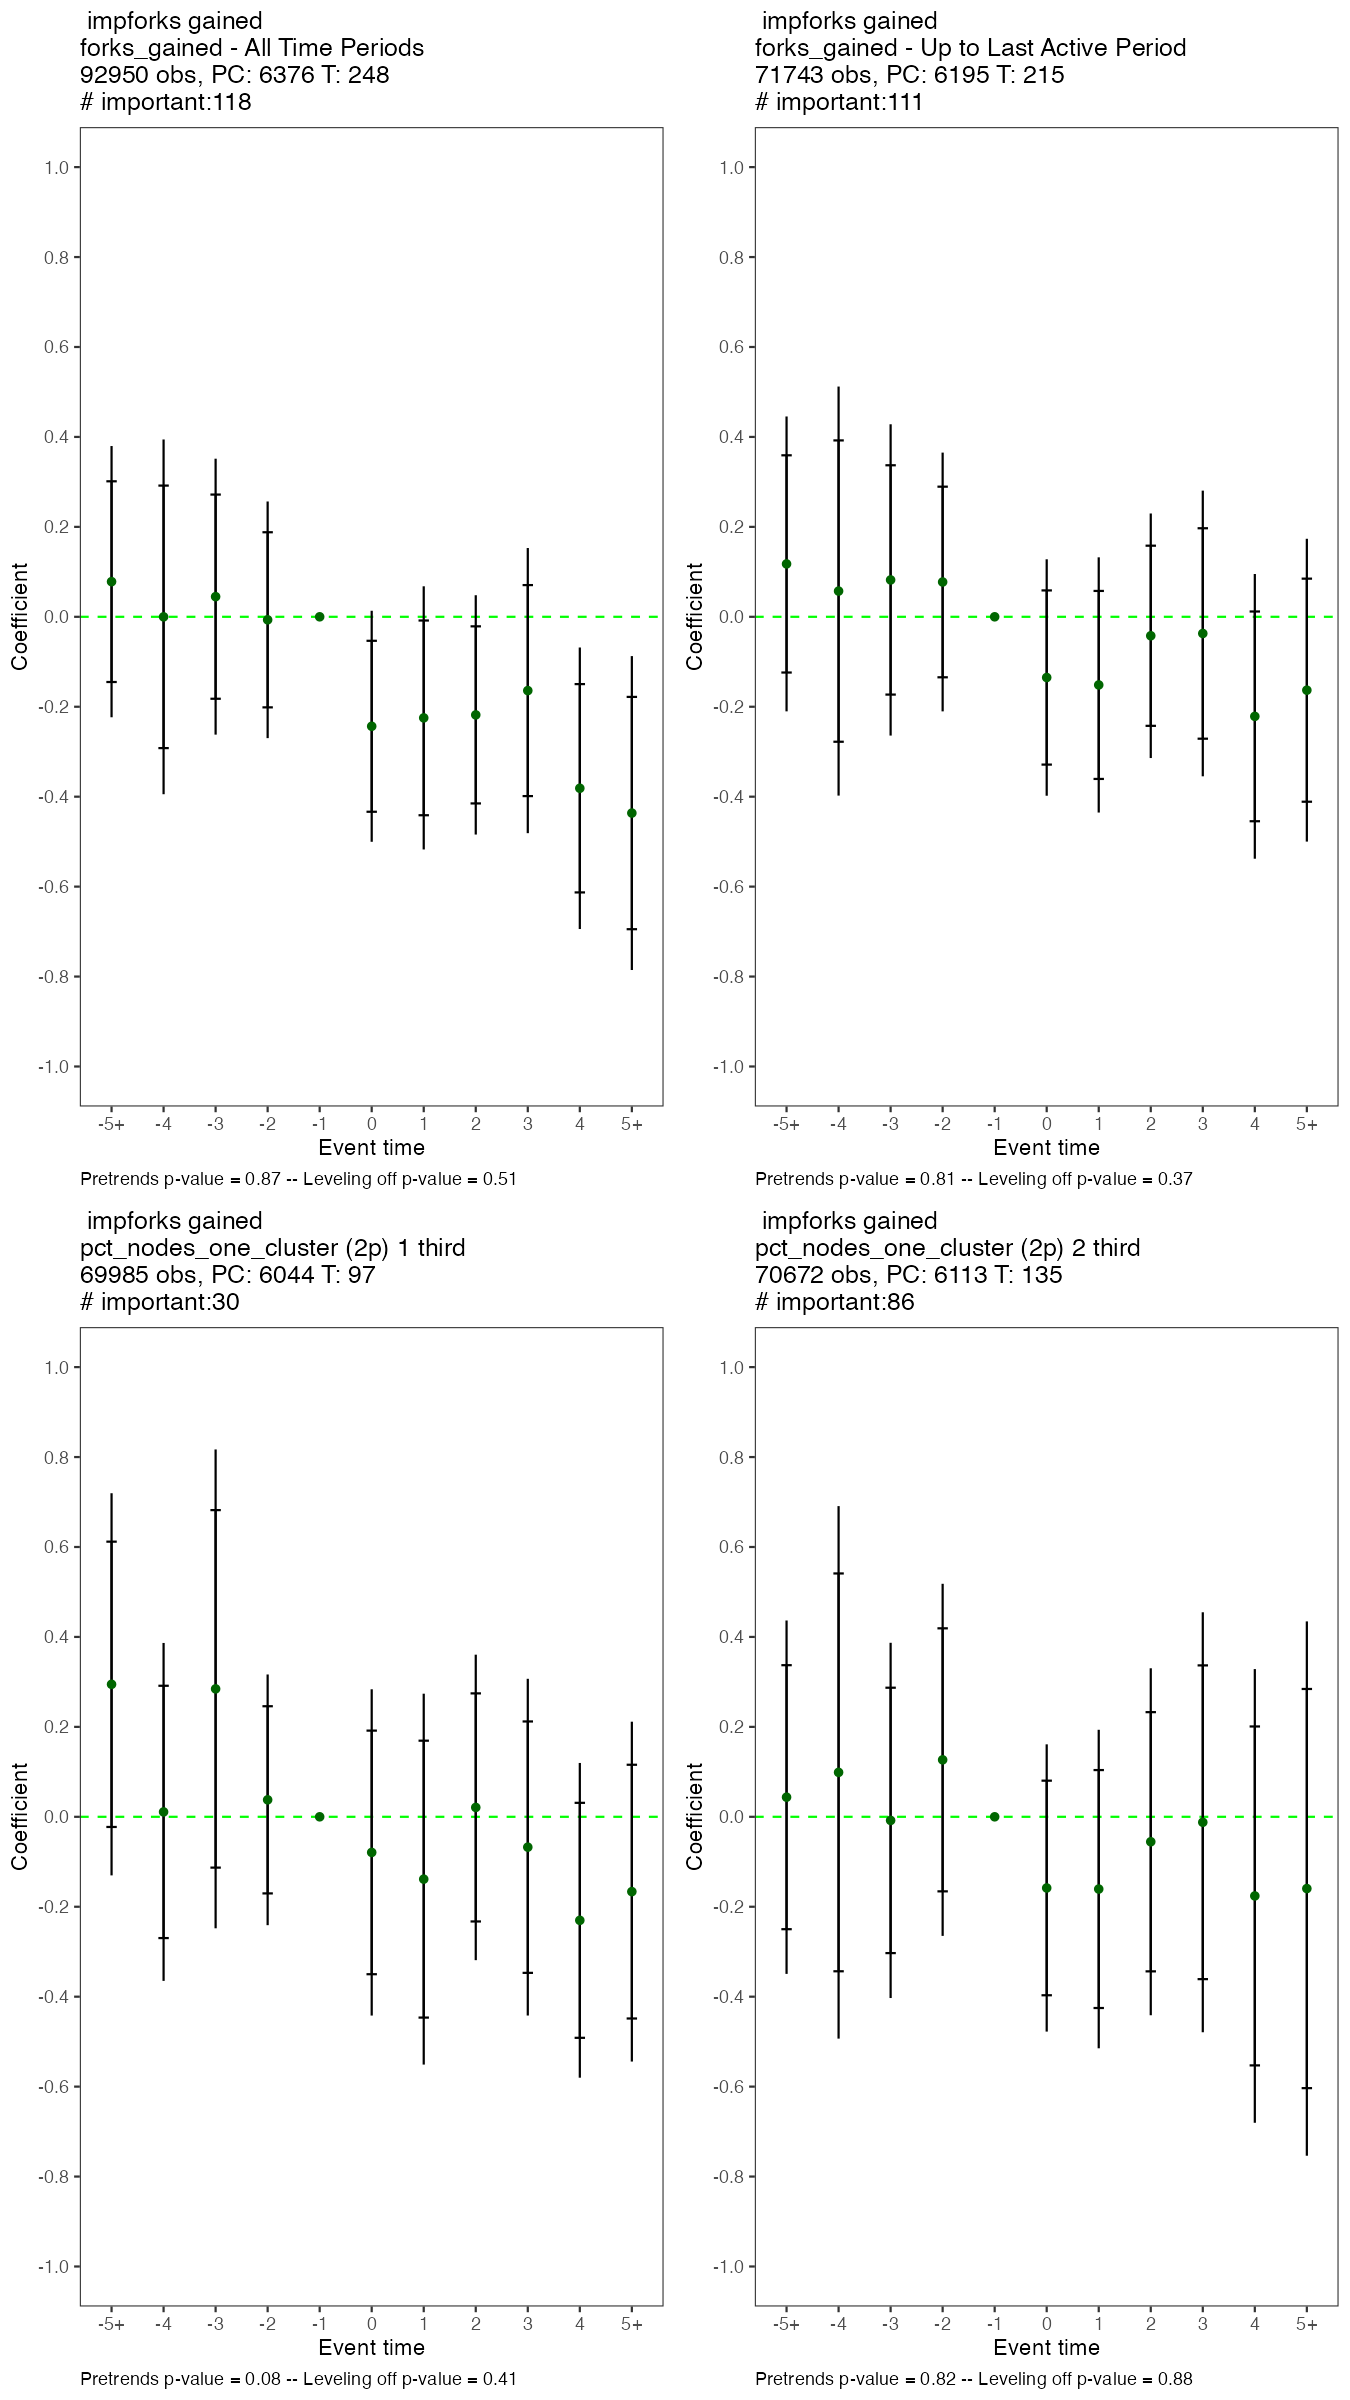 impforks gained
forks_gained - All Time Periods
92950 obs, PC: 6376 T: 248
# important:118
1.0
0.8
0.6
0.4
0.2
0.0
-0.2
-0.4
-0.6
-0.8
-1.0
Coefficient
-5+ -4 -3 -2 -1 0 1 2 3 4 5+
Event time
Pretrends p-value = 0.87 -- Leveling off p-value = 0.51
impforks gained
forks_gained - Up to Last Active Period
71743 obs, PC: 6195 T: 215
# important:111
1.0
0.8
0.6
0.4
0.2
0.0
-0.2
-0.4
-0.6
-0.8
-1.0
Coefficient
-5+ -4 -3 -2 -1 0 1 2 3 4 5+
Event time
Pretrends p-value = 0.81 -- Leveling off p-value = 0.37
impforks gained
pct_nodes_one_cluster (2p) 1 third
69985 obs, PC: 6044 T: 97
# important:30
1.0
0.8
0.6
0.4
0.2
0.0
-0.2
-0.4
-0.6
-0.8
-1.0
Coefficient
-5+ -4 -3 -2 -1 0 1 2 3 4 5+
Event time
Pretrends p-value = 0.08 -- Leveling off p-value = 0.41
impforks gained
pct_nodes_one_cluster (2p) 2 third
70672 obs, PC: 6113 T: 135
# important:86
1.0
0.8
0.6
0.4
0.2
0.0
-0.2
-0.4
-0.6
-0.8
-1.0
Coefficient
-5+ -4 -3 -2 -1 0 1 2 3 4 5+
Event time
Pretrends p-value = 0.82 -- Leveling off p-value = 0.88